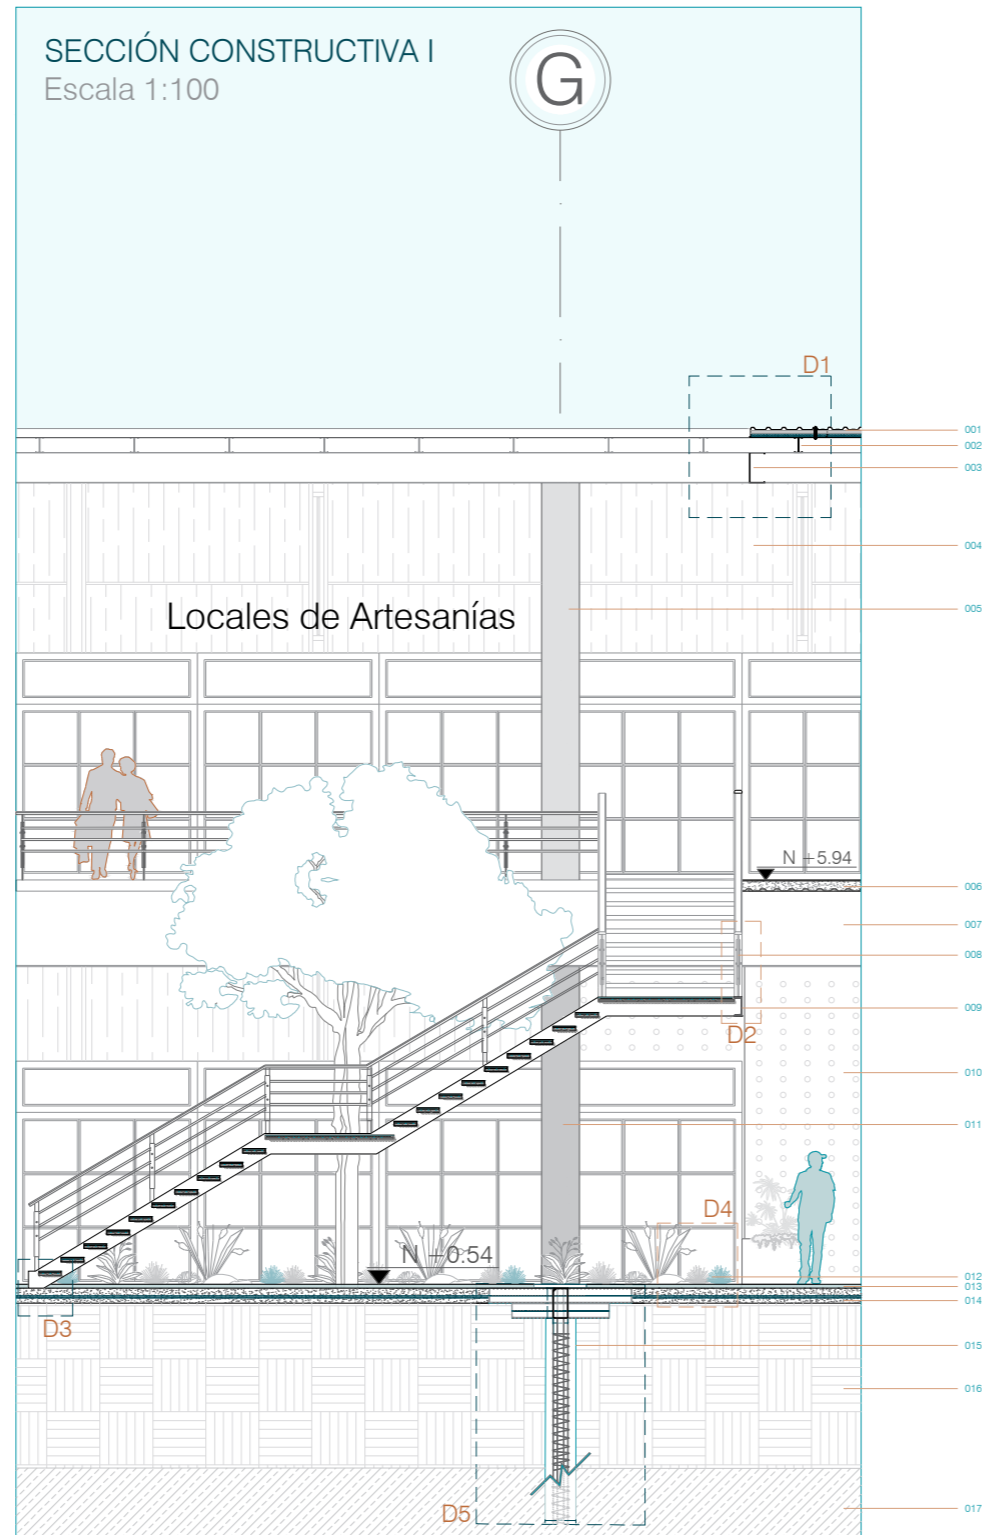 SECCIÓN CONSTRUCTIVA I
Escala 1:100
G
D1
001
002
003
004
005
Locales de Artesanías
N +5.94
006
007
008
009
D2
010
011
D4
N +0.54
012
013
014
D3
015
016
D5
017